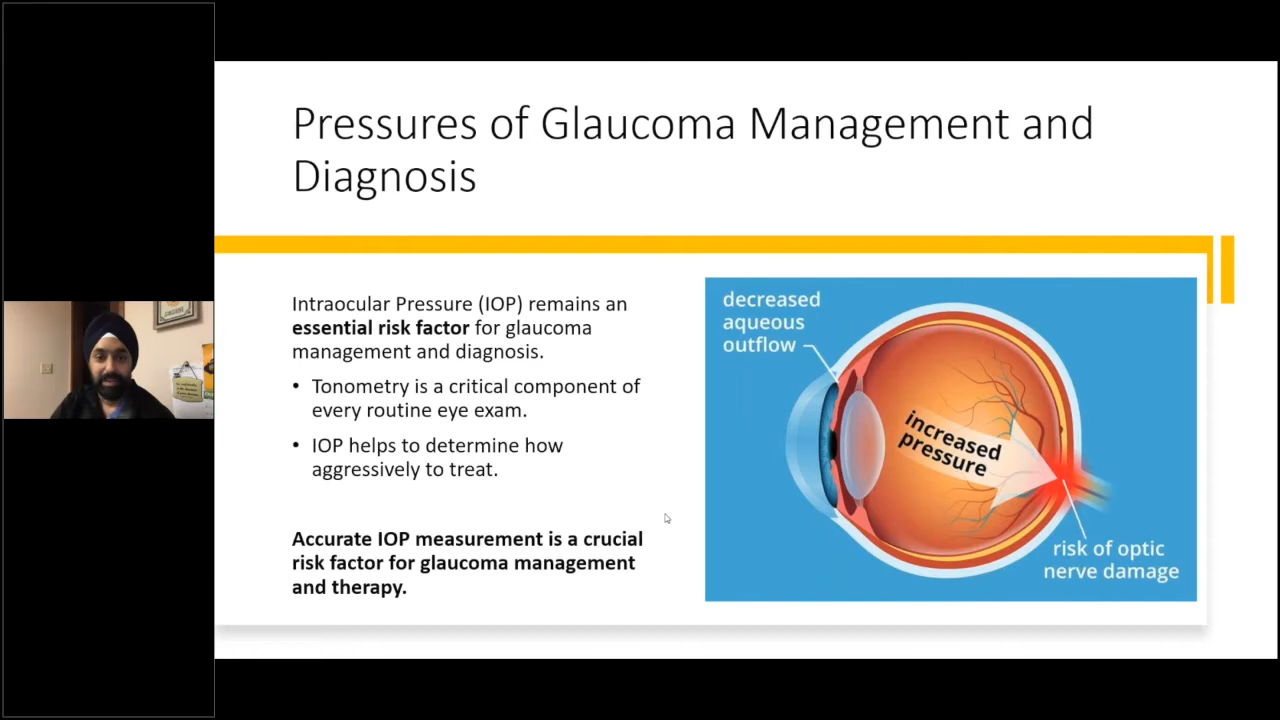 Pressures of Glaucoma Management and
Diagnosis
Intraocular Pressure (IOP) remains an
essential risk factor for glaucoma
management and diagnosis.
• Tonometry is a critical component of
every routine eye exam.
• IOP helps to determine how
aggressively to treat.
Accurate IOP measurement is a crucial
risk factor for glaucoma management
and therapy.
decreased
aqueous
outflow
increased
pressure
risk of optic
nerve damage